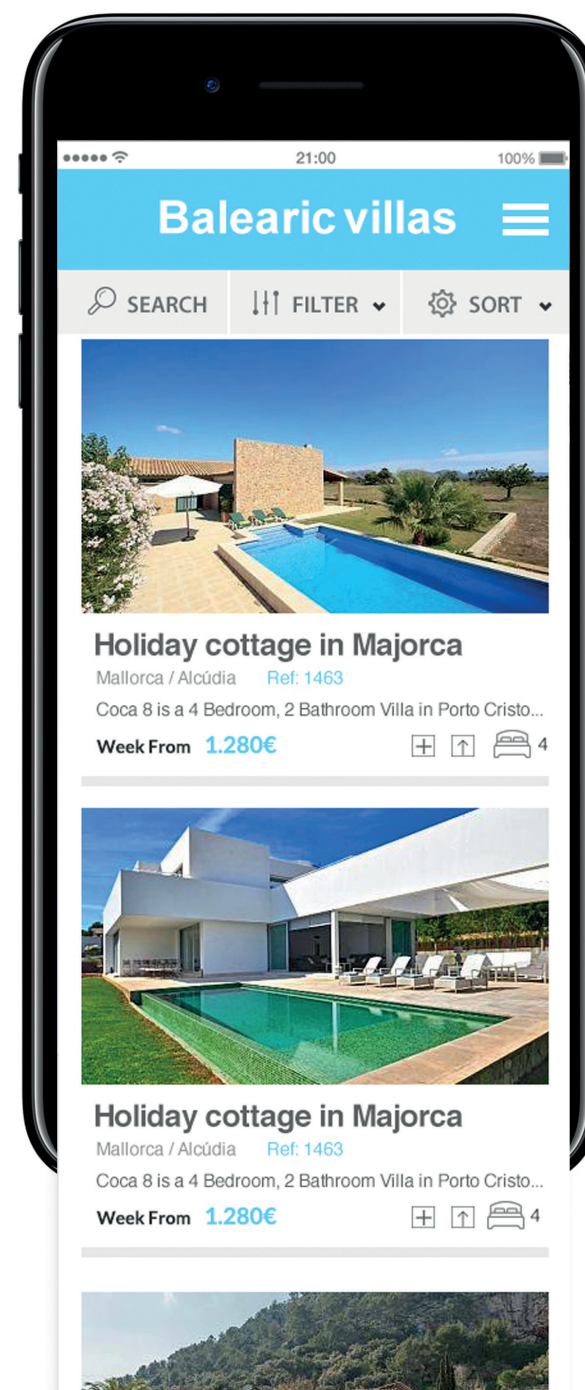 21:00
100%
Balearic villas
SEARCH FILTER SORT
Holiday cottage in Majorca
Mallorca / Alcúdia Ref: 1463
Coca 8 is a 4 Bedroom, 2 Bathroom Villa in Porto Cristo...
Week From 1.280€ 4
Holiday cottage in Majorca
Mallorca / Alcúdia Ref: 1463
Coca 8 is a 4 Bedroom, 2 Bathroom Villa in Porto Cristo...
Week From 1.280€ 4